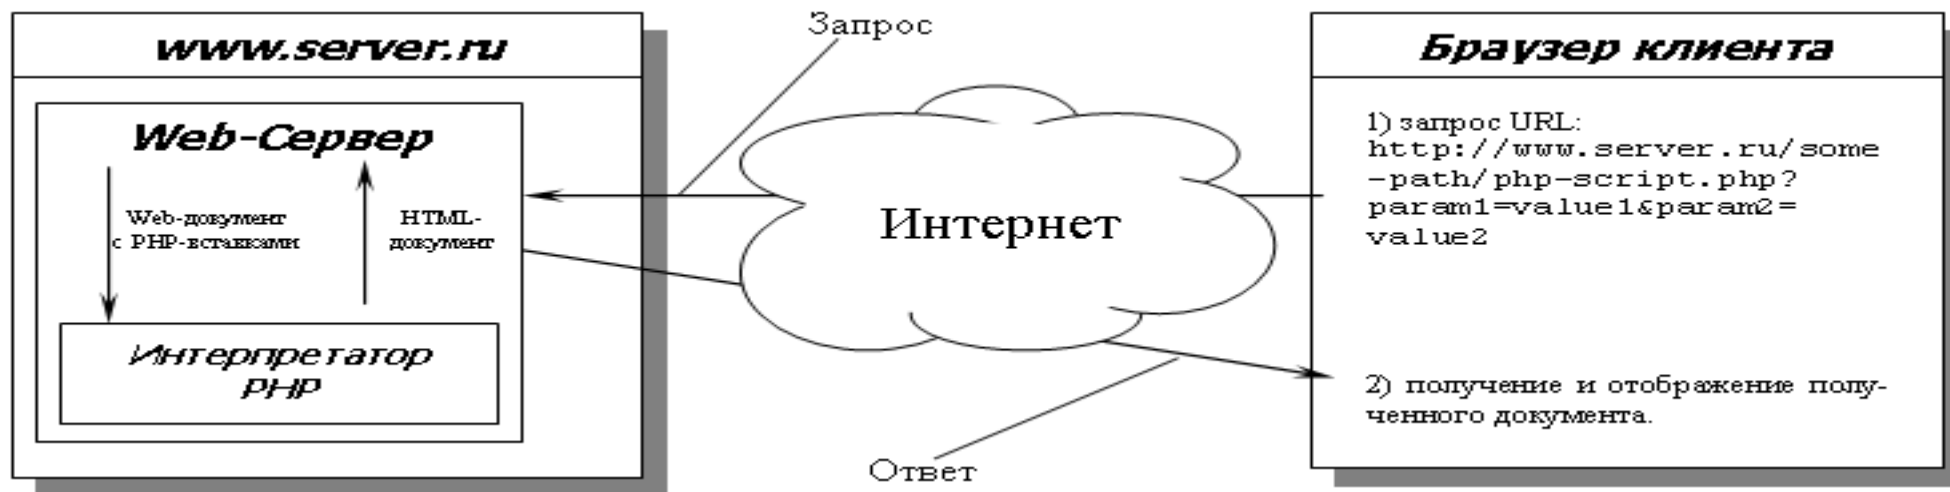 www.server.ru
Web-Сервер
Web-документ
с PHP-вставками
HTML-
документ
Интерпретатор
PHP
Запрос
Интернет
Ответ
Браузер клиента
1) запрос URL:
http://www.server.ru/some
-path/php-script.php?
param1=value1&param2=
value2
2) получение и отображение полу-
ченного документа.